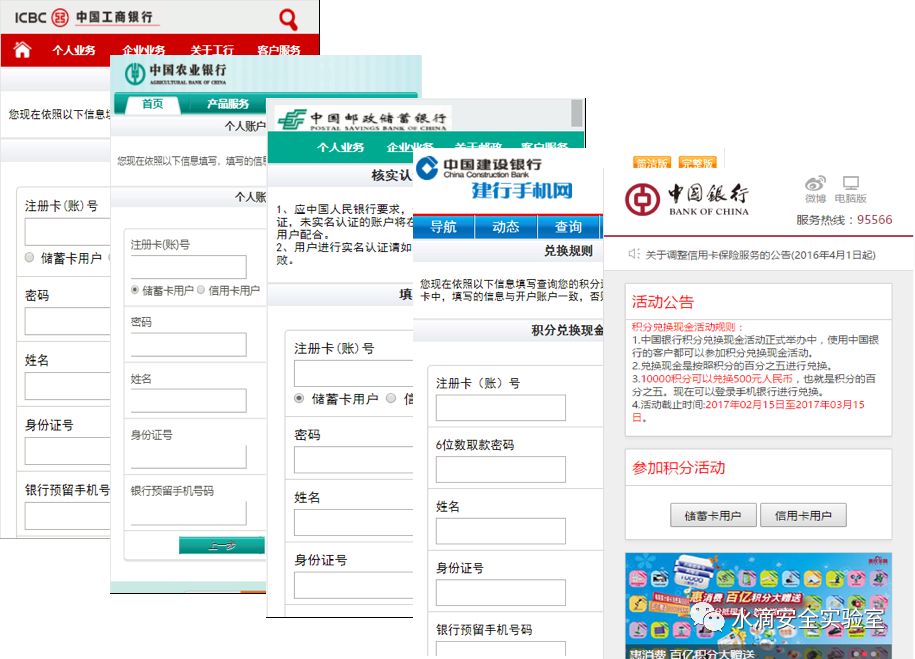 ICBC 中国工商银行
个人业务 企业业务 关于工行 客户服务
您现在依照以下信息
注册卡(账)号
储蓄卡用户
密码
姓名
身份证号
银行预留手机号
中国农业银行
AGRICULTURAL BANK OF CHINA
首页 产品服务
个人账户
您现在依照以下信息填写，填写的信息
个人账
注册卡(账)号
储蓄卡用户 信用卡用户
密码
姓名
身份证号
银行预留手机号码
上一步
中国邮政储蓄银行
POSTAL SAVINGS BANK OF CHINA
个人业务 企业业务 关于邮政 客户服务
核实认
1、应中国人民银行要求，
证，未实名认证的账户将在
用户配合。
2、用户进行实名认证请如
效。
填
注册卡(账)号
储蓄卡用户 信
密码
姓名
身份证号
中国建设银行
China Construction Bank
建行手机网
导航 动态 查询
兑换规则
您现在依照以下信息填写查询您的积分
卡中，填写的信息与开户账户一致，否
积分兑换现金
注册卡（账）号
6位数取款密码
姓名
身份证号
银行预留手机号码
简洁版 完整版
中国银行
BANK OF CHINA
微博 电脑版
服务热线：95566
关于调整信用卡保险服务的公告(2016年4月1日起)
活动公告
积分兑换现金活动规则：
1.中国银行积分兑换现金活动正式举办中，使用中国银
行的客户都可以参加积分兑换现金活动。
2.兑换现金是按照积分的百分之五进行兑换。
3.10000积分可以兑换500元人民币，也就是积分的百
分之五。现在可以登录手机银行进行兑换。
4.活动截止时间:2017年02月15日至2017年03月15
日。
参加积分活动
储蓄卡用户 信用卡用户
惠消费 百亿积分大赠送
水滴安全实验室
惠消费 百亿积分大赠送